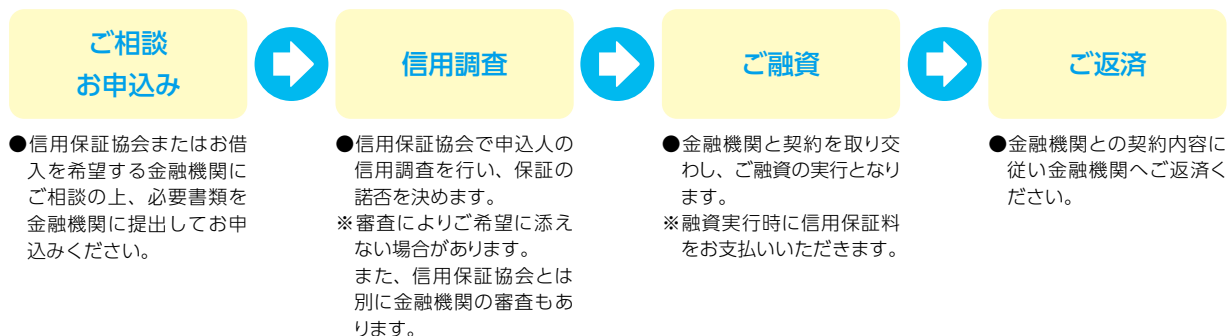 ご相談
お申込み
●信用保証協会またはお借
入を希望する金融機関に
ご相談の上、必要書類を
金融機関に提出してお申
込みください。
信用調査
●信用保証協会で申込人の
信用調査を行い、保証の
諾否を決めます。
※審査によりご希望に添え
ない場合があります。
また、信用保証協会とは
別に金融機関の審査もあ
ります。
ご融資
●金融機関と契約を取り交
わし、ご融資の実行となり
ます。
※融資実行時に信用保証料
をお支払いいただきます。
ご返済
●金融機関との契約内容に
従い金融機関へご返済く
ださい。